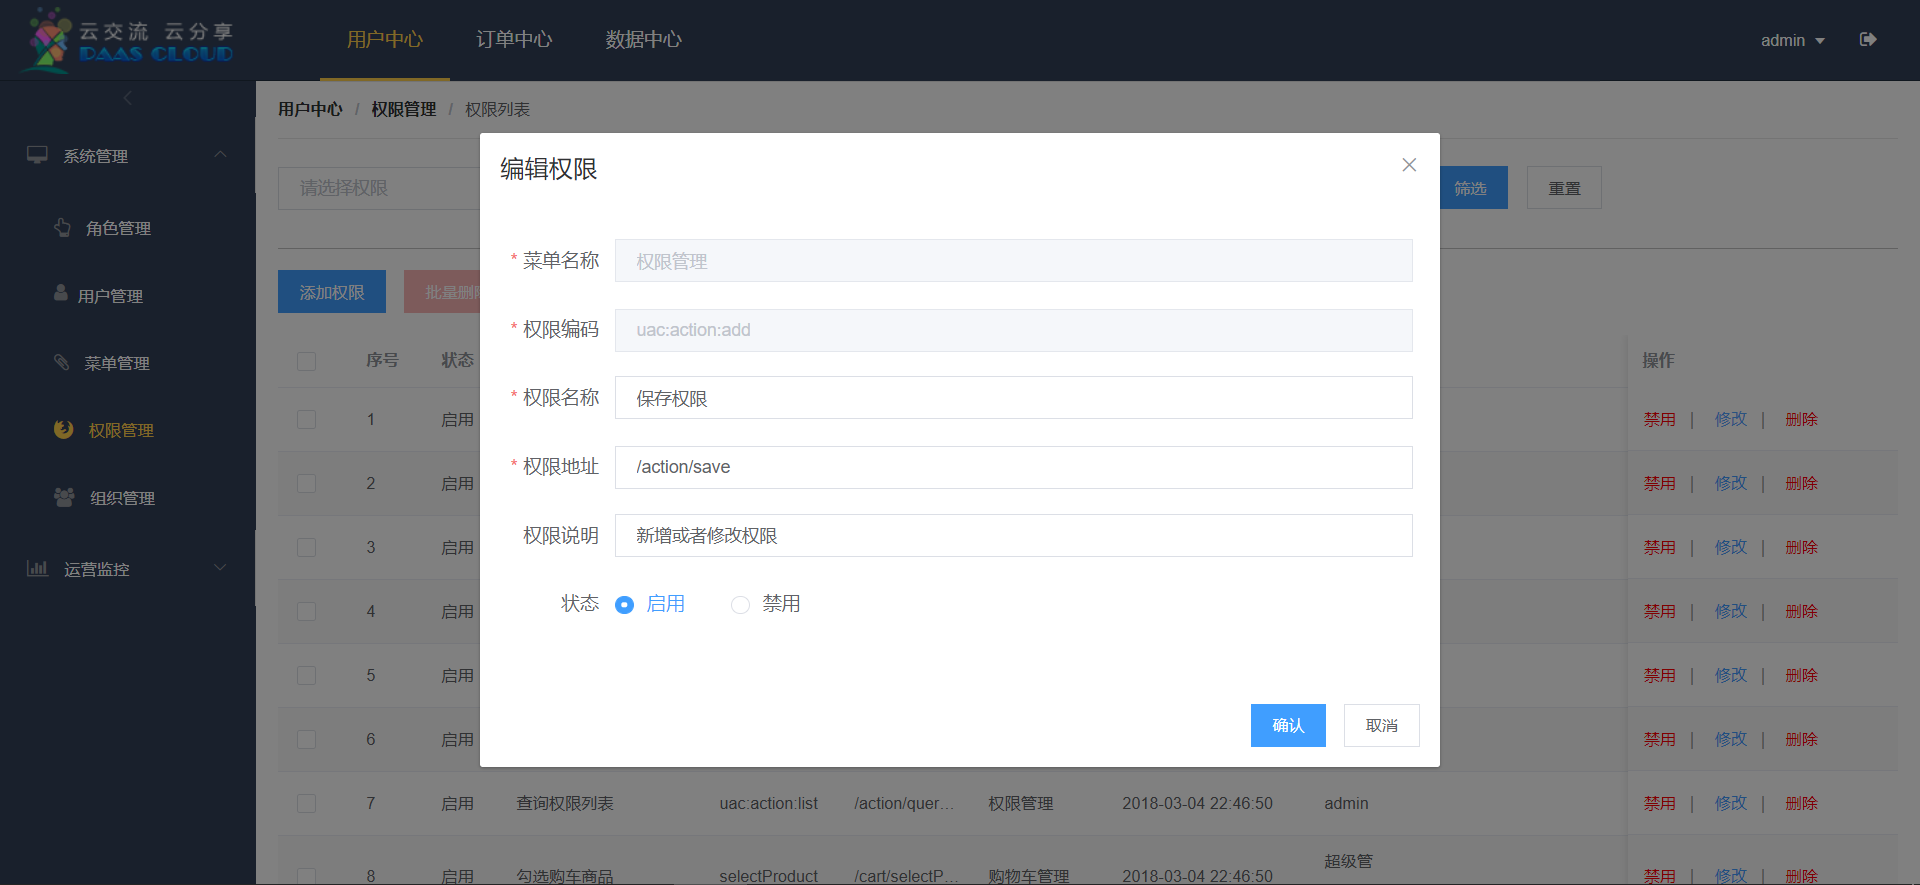 云交流 云分享
PAAS CLOUD
用户中心 订单中心 数据中心
admin
用户中心 / 权限管理 / 权限列表
系统管理
角色管理
用户管理
菜单管理
权限管理
组织管理
运营监控
请选择权限
筛选 重置
添加权限 批量删
序号 状态 操作
1 启用 禁用 | 修改 | 删除
2 启用 禁用 | 修改 | 删除
3 启用 禁用 | 修改 | 删除
4 启用 禁用 | 修改 | 删除
5 启用 禁用 | 修改 | 删除
6 启用 禁用 | 修改 | 删除
7 启用 查询权限列表 uac:action:list /action/quer... 权限管理 2018-03-04 22:46:50 admin 禁用 | 修改 | 删除
8 启用 勾选购车商品 selectProduct /cart/selectP... 购物车管理 2018-03-04 22:46:50 超级管 禁用 | 修改 | 删除
编辑权限
* 菜单名称 权限管理
* 权限编码 uac:action:add
* 权限名称 保存权限
* 权限地址 /action/save
权限说明 新增或者修改权限
状态 启用 禁用
确认 取消